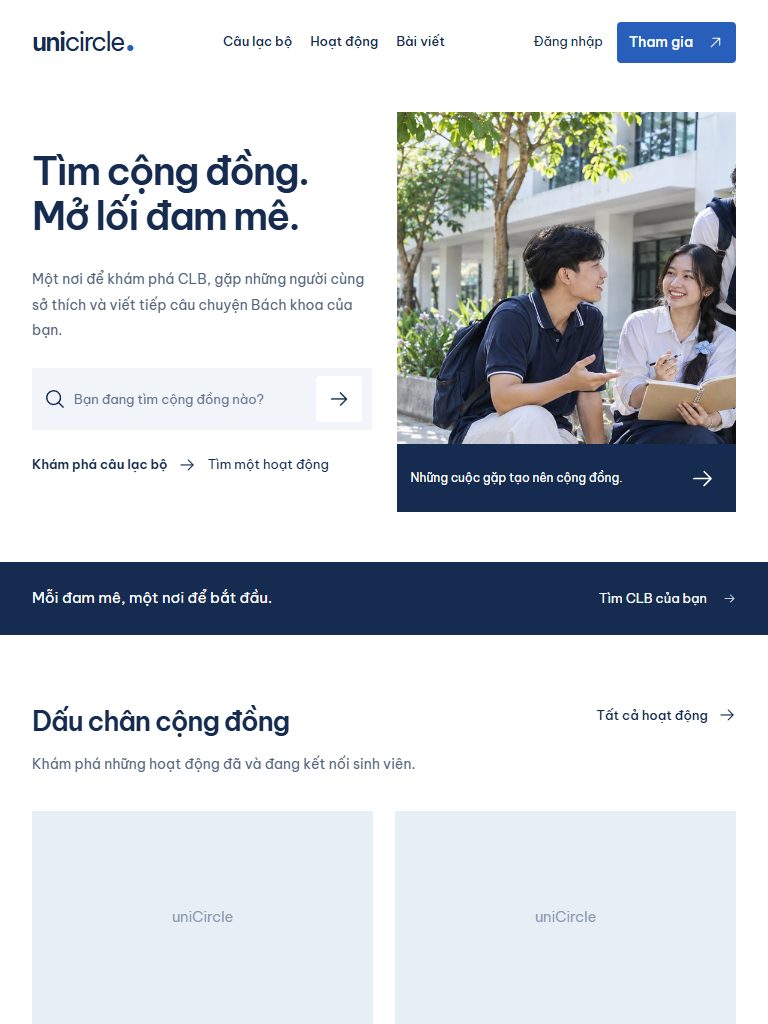 unicircle.
Câu lạc bộ
Hoạt động
Bài viết
Đăng nhập
Tham gia
Tìm cộng đồng.
Mở lối đam mê.
Một nơi để khám phá CLB, gặp những người cùng
sở thích và viết tiếp câu chuyện Bách khoa của
bạn.
Bạn đang tìm cộng đồng nào?
Khám phá câu lạc bộ
Tìm một hoạt động
Những cuộc gặp tạo nên cộng đồng.
Mỗi đam mê, một nơi để bắt đầu.
Tìm CLB của bạn
Dấu chân cộng đồng
Tất cả hoạt động
Khám phá những hoạt động đã và đang kết nối sinh viên.
uniCircle
uniCircle